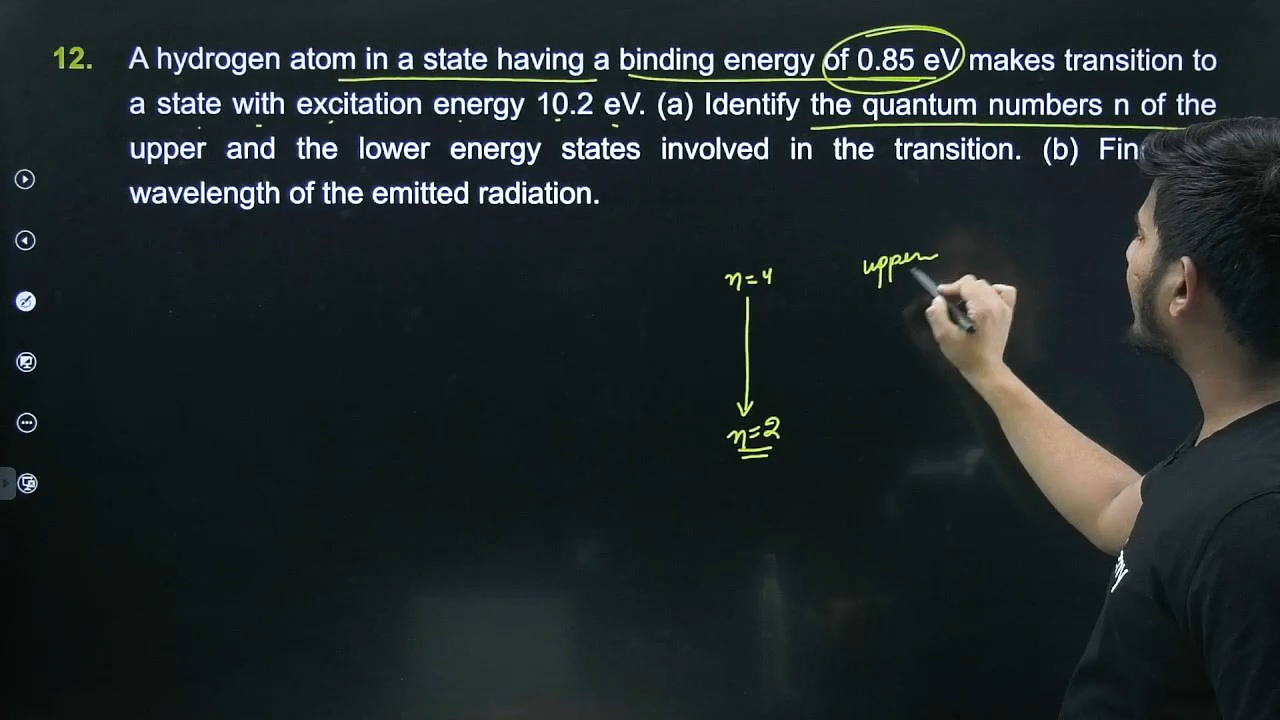 12. A hydrogen atom in a state having a binding energy of 0.85 eV makes transition to
a state with excitation energy 10.2 eV. (a) Identify the quantum numbers n of the
upper and the lower energy states involved in the transition. (b)
wavelength of the emitted radiation.
n=4
upper
n=2